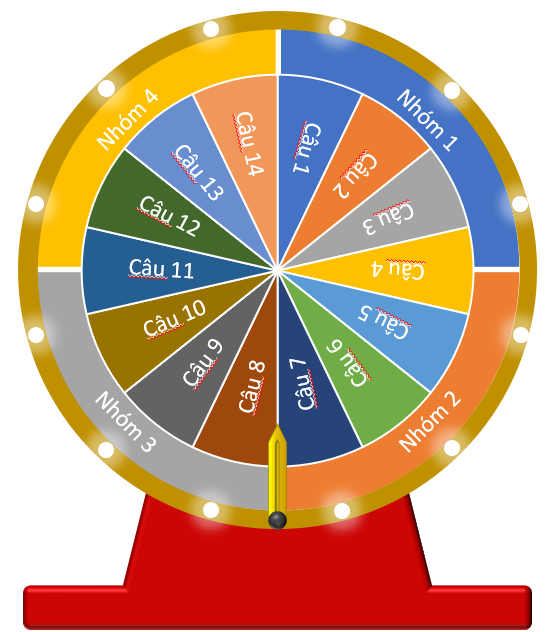 Nhóm 1
Nhóm 2
Nhóm 3
Nhóm 4
Câu 1
Câu 2
Câu 3
Câu 4
Câu 5
Câu 6
Câu 7
Câu 8
Câu 9
Câu 10
Câu 11
Câu 12
Câu 13
Câu 14